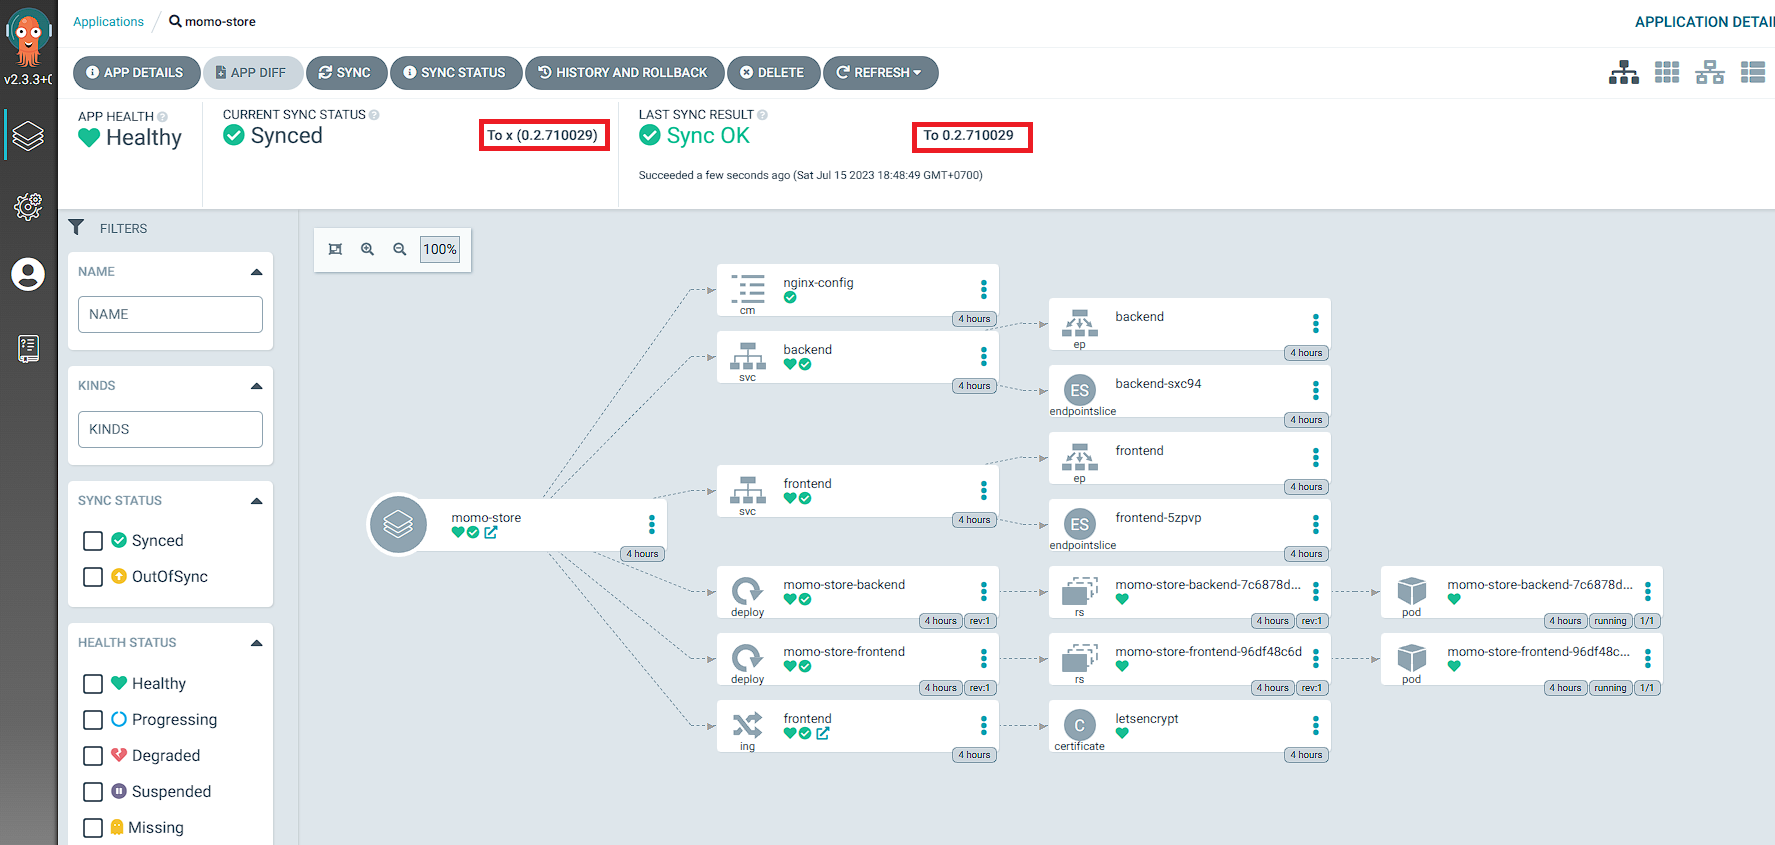 Applications / momo-store
APPLICATION DETAI
v2.3.3+0
APP DETAILS
APP DIFF
SYNC
SYNC STATUS
HISTORY AND ROLLBACK
DELETE
REFRESH
APP HEALTH
Healthy
CURRENT SYNC STATUS
Synced
To x (0.2.710029)
LAST SYNC RESULT
Sync OK
To 0.2.710029
Succeeded a few seconds ago (Sat Jul 15 2023 18:48:49 GMT+0700)
FILTERS
NAME
NAME
KINDS
KINDS
SYNC STATUS
Synced
OutOfSync
HEALTH STATUS
Healthy
Progressing
Degraded
Suspended
Missing
100%
momo-store
4 hours
nginx-config
cm
4 hours
backend
svc
4 hours
backend
ep
4 hours
ES
backend-sxc94
endpointslice
4 hours
frontend
svc
4 hours
frontend
ep
4 hours
ES
frontend-5zpvp
endpointslice
4 hours
momo-store-backend
deploy
4 hours
rev:1
momo-store-backend-7c6878d...
rs
4 hours
rev:1
momo-store-backend-7c6878d...
pod
4 hours
running
1/1
momo-store-frontend
deploy
4 hours
rev:1
momo-store-frontend-96df48c6d
rs
4 hours
rev:1
momo-store-frontend-96df48c...
pod
4 hours
running
1/1
frontend
ing
4 hours
C
letsencrypt
certificate
4 hours